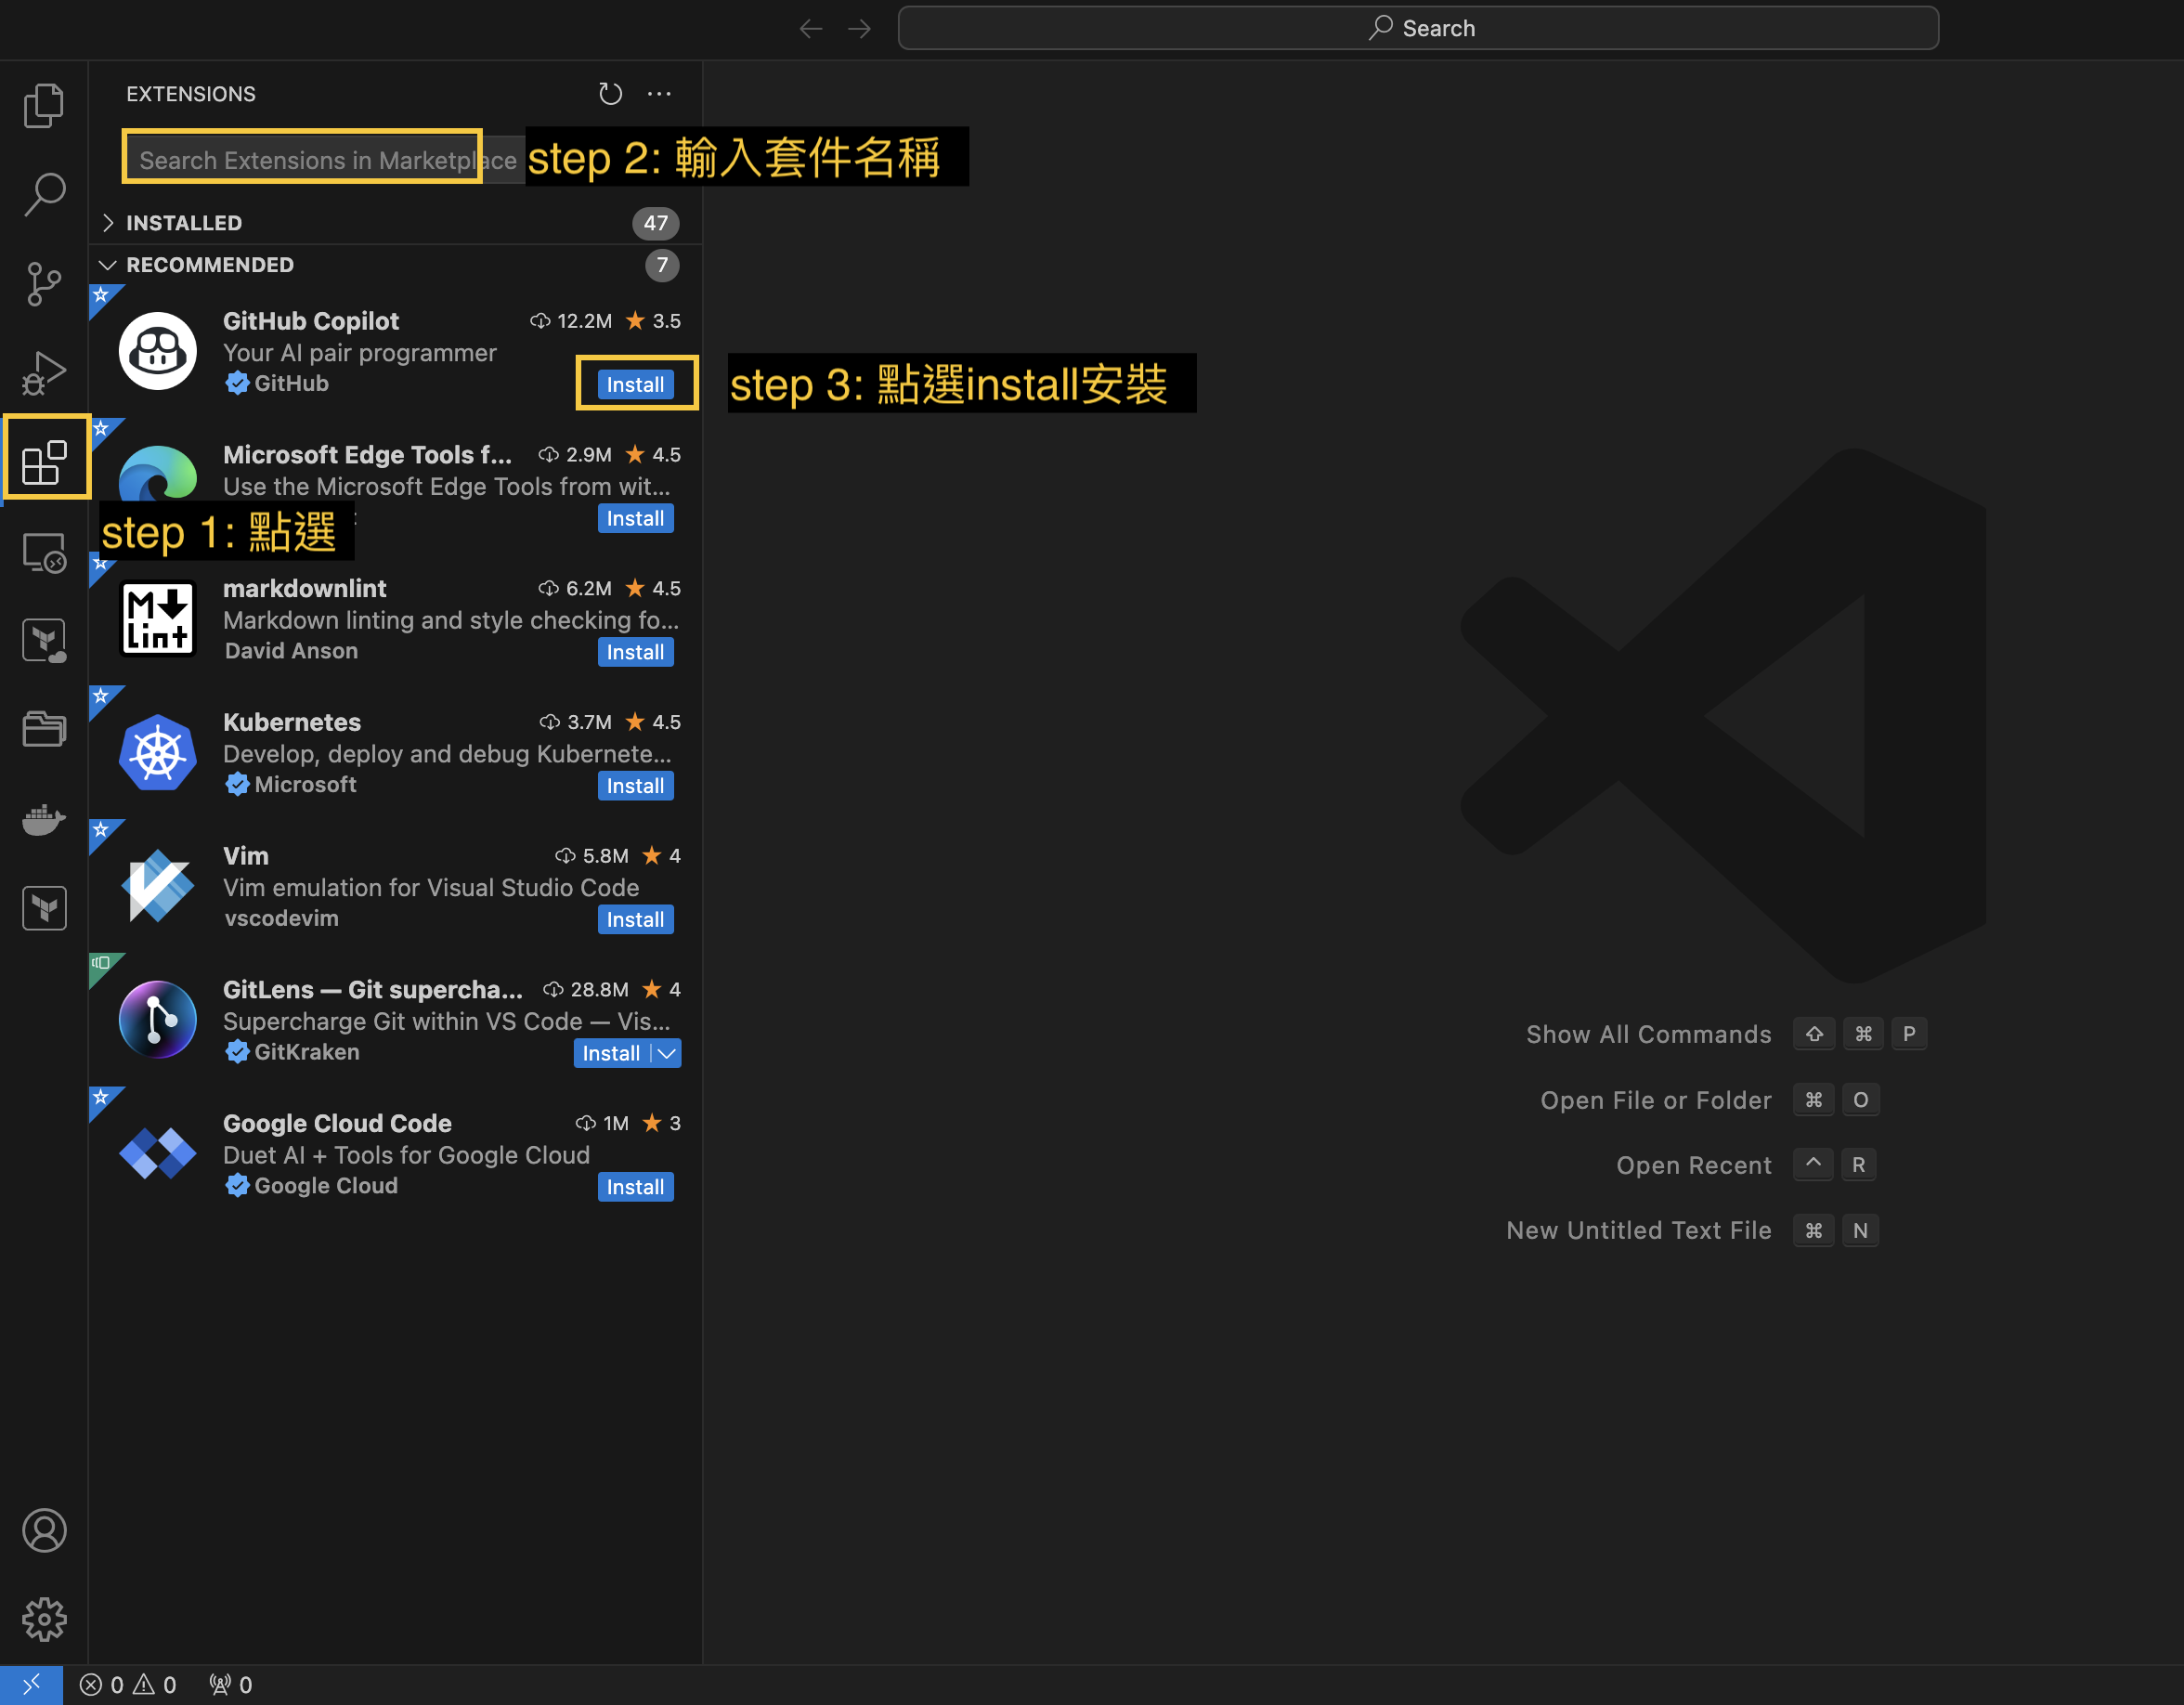 Search
EXTENSIONS
Search Extensions in Marketplace
step 2: 輸入套件名稱
INSTALLED 47
RECOMMENDED 7
GitHub Copilot 12.2M 3.5
Your AI pair programmer
GitHub Install
step 3: 點選install安裝
Microsoft Edge Tools f... 2.9M 4.5
Use the Microsoft Edge Tools from wit...
Install
step 1: 點選
markdownlint 6.2M 4.5
Markdown linting and style checking fo...
David Anson Install
M
Lint
Kubernetes 3.7M 4.5
Develop, deploy and debug Kubernete...
Microsoft Install
Vim 5.8M 4
Vim emulation for Visual Studio Code
vscodevim Install
GitLens — Git supercha... 28.8M 4
Supercharge Git within VS Code — Vis...
GitKraken Install
Google Cloud Code 1M 3
Duet AI + Tools for Google Cloud
Google Cloud Install
Show All Commands ⇧ ⌘ P
Open File or Folder ⌘ O
Open Recent ^ R
New Untitled Text File ⌘ N
0 0 0